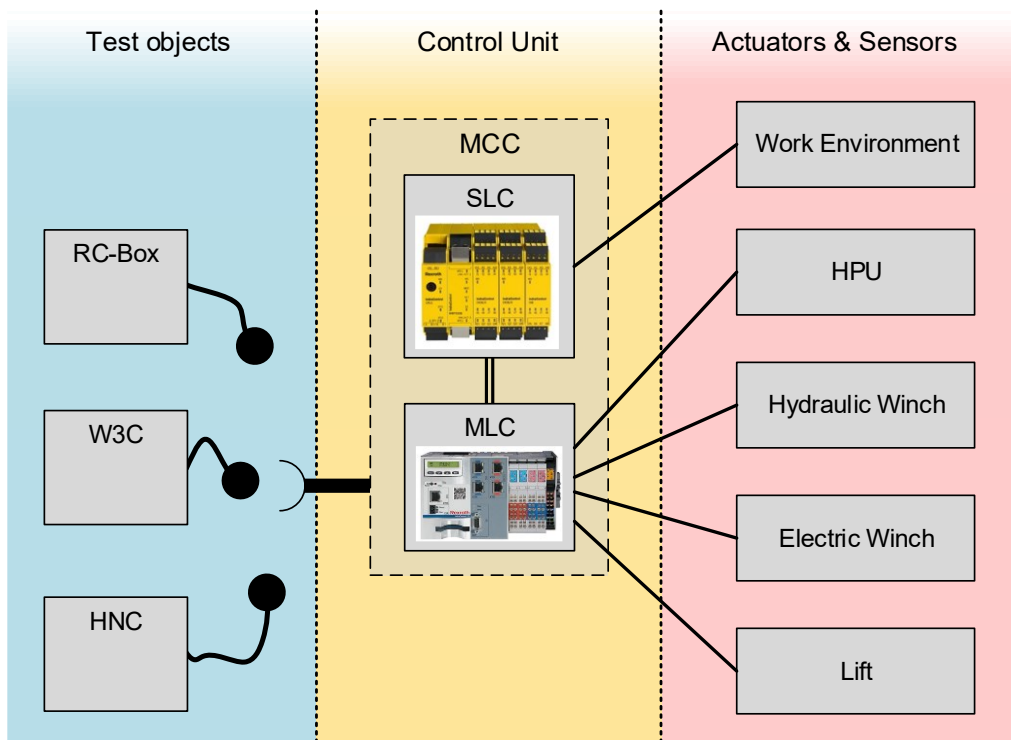 Test objects
Control Unit
Actuators & Sensors
MCC
SLC
MLC
RC-Box
W3C
HNC
Work Environment
HPU
Hydraulic Winch
Electric Winch
Lift
Rexroth